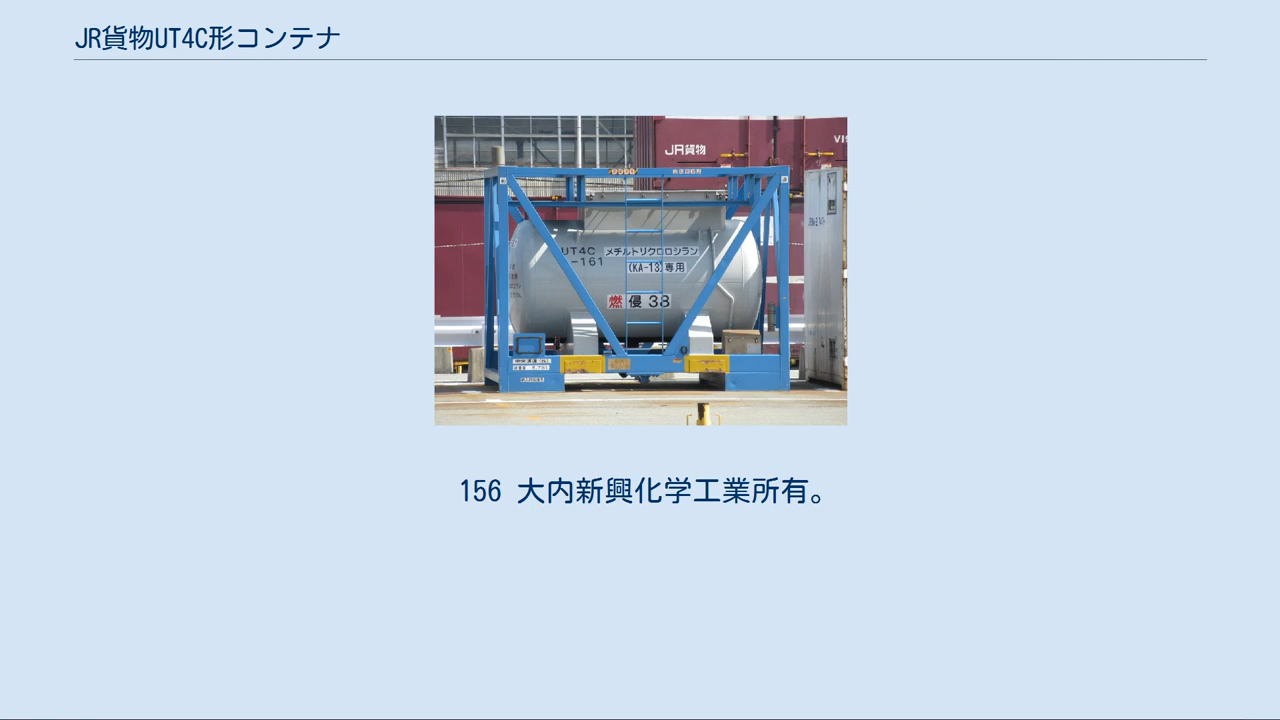 JR貨物UT4C形コンテナ
JR貨物
UT4C
メチルトリクロロシラン
-161
(KA-13)専用
燃 侵 38
156 大内新興化学工業所有。